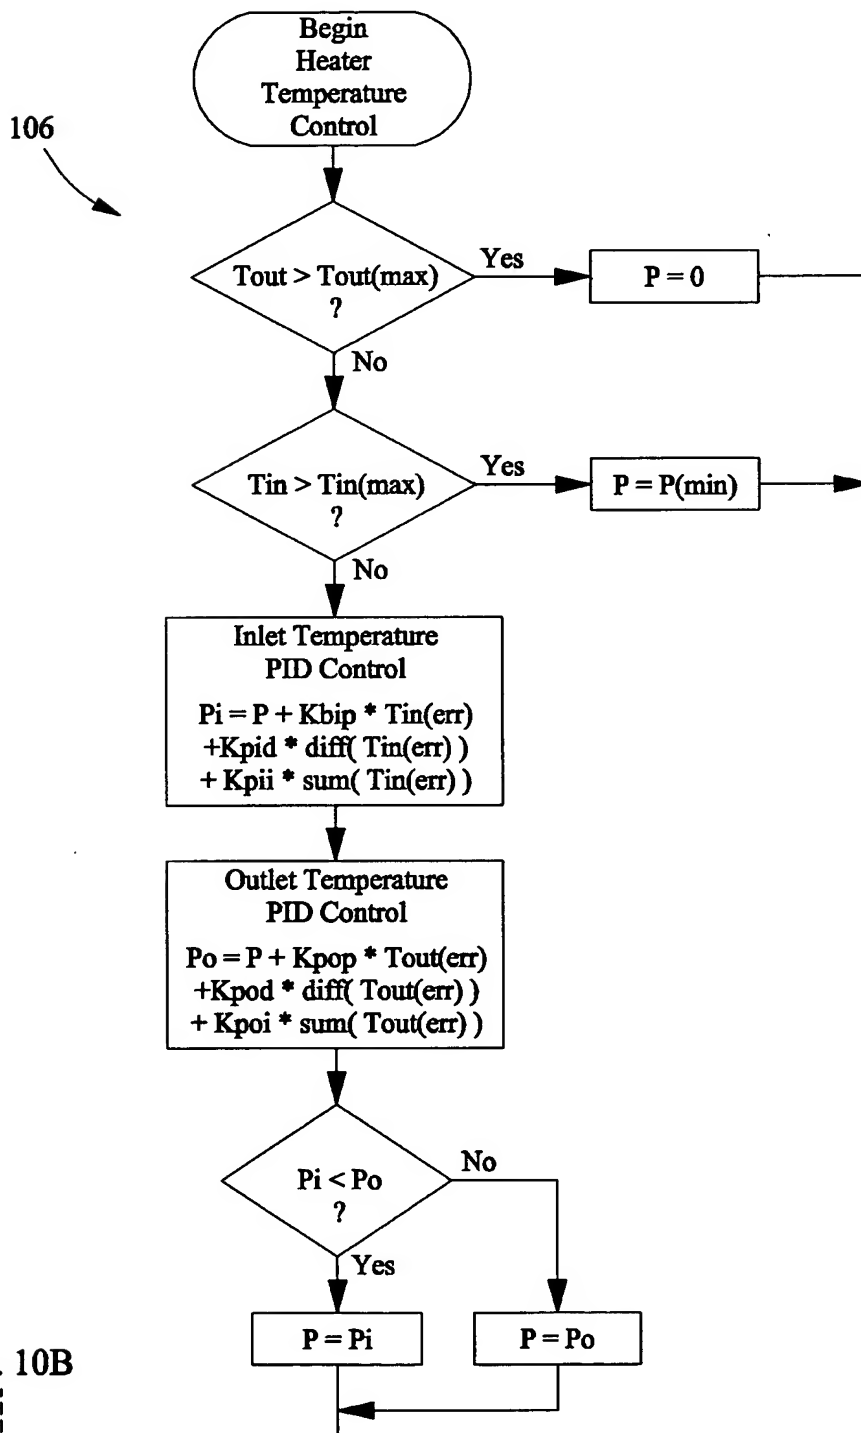 Begin
Heater
Temperature
Control
106
Tout > Tout(max)
?
Yes
P = 0
No
Tin > Tin(max)
?
Yes
P = P(min)
No
Inlet Temperature
PID Control
Pi = P + Kbip * Tin(err)
+Kpid * diff( Tin(err) )
+ Kpii * sum( Tin(err) )
Outlet Temperature
PID Control
Po = P + Kpop * Tout(err)
+Kpod * diff( Tout(err) )
+ Kpoi * sum( Tout(err) )
Pi < Po
?
No
Yes
P = Pi
P = Po
. 10B